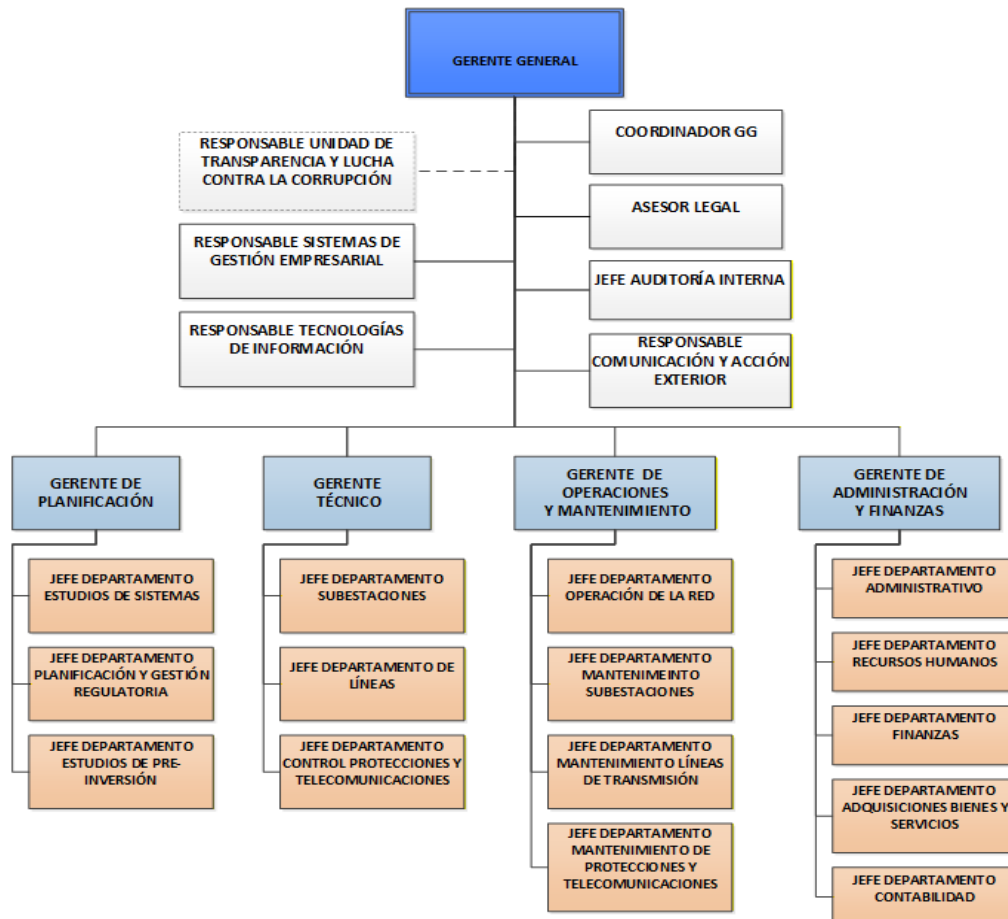 GERENTE GENERAL
RESPONSABLE UNIDAD DE
TRANSPARENCIA Y LUCHA
CONTRA LA CORRUPCIÓN
COORDINADOR GG
ASESOR LEGAL
RESPONSABLE SISTEMAS DE
GESTIÓN EMPRESARIAL
JEFE AUDITORÍA INTERNA
RESPONSABLE TECNOLOGÍAS
DE INFORMACIÓN
RESPONSABLE
COMUNICACIÓN Y ACCIÓN
EXTERIOR
GERENTE DE
PLANIFICACIÓN
JEFE DEPARTAMENTO
ESTUDIOS DE SISTEMAS
JEFE DEPARTAMENTO
PLANIFICACIÓN Y GESTIÓN
REGULATORIA
JEFE DEPARTAMENTO
ESTUDIOS DE PRE-
INVERSIÓN
GERENTE
TÉCNICO
JEFE DEPARTAMENTO
SUBESTACIONES
JEFE DEPARTAMENTO DE
LÍNEAS
JEFE DEPARTAMENTO
CONTROL PROTECCIONES Y
TELECOMUNICACIONES
GERENTE DE
OPERACIONES
Y MANTENIMIENTO
JEFE DEPARTAMENTO
OPERACIÓN DE LA RED
JEFE DEPARTAMENTO
MANTENIMEINTO
SUBESTACIONES
JEFE DEPARTAMENTO
MANTENIMIENTO LÍNEAS
DE TRANSMISIÓN
JEFE DEPARTAMENTO
MANTENIMIENTO DE
PROTECCIONES Y
TELECOMUNICACIONES
GERENTE DE
ADMINISTRACIÓN
Y FINANZAS
JEFE DEPARTAMENTO
ADMINISTRATIVO
JEFE DEPARTAMENTO
RECURSOS HUMANOS
JEFE DEPARTAMENTO
FINANZAS
JEFE DEPARTAMENTO
ADQUISICIONES BIENES Y
SERVICIOS
JEFE DEPARTAMENTO
CONTABILIDAD